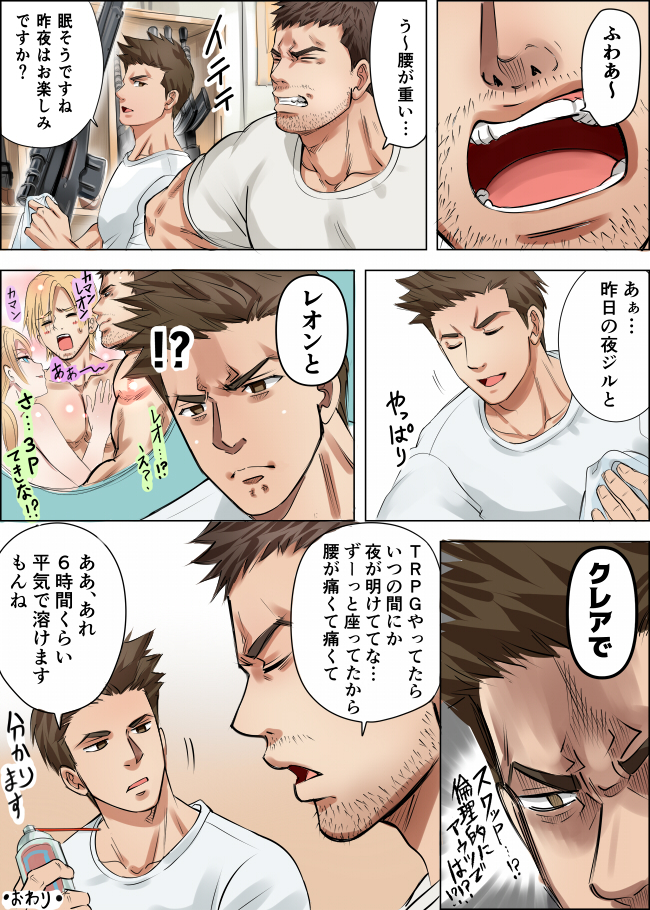 ふわあ〜
う〜腰が重い…
イテテ
眠そうですね
昨夜はお楽しみ
ですか?
あぁ…
昨日の夜ジルと
やっぱり
レオンと
!?
カマン
レオン
カマン
あぁ〜
レオ…!?
ス?
さ…3P
てきな!?
クレアで
スワップ…!?
倫理的に
アウツでは!?!?
TRPGやってたら
いつの間にか
夜が明けててな…
ずーっと座ってたから
腰が痛くて痛くて
ああ、あれ
6時間くらい
平気で溶けます
もんね
分かります
•おわり•